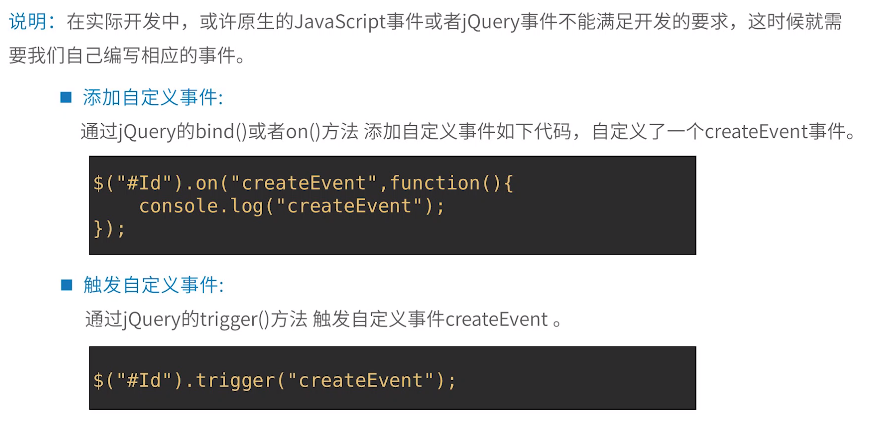 说明：在实际开发中，或许原生的JavaScript事件或者jQuery事件不能满足开发的要求，这时候就需
要我们自己编写相应的事件。
■ 添加自定义事件:
通过jQuery的bind()或者on()方法 添加自定义事件如下代码，自定义了一个createEvent事件。
$("#Id").on("createEvent",function(){
    console.log("createEvent");
});
■ 触发自定义事件:
通过jQuery的trigger()方法 触发自定义事件createEvent 。
$("#Id").trigger("createEvent");